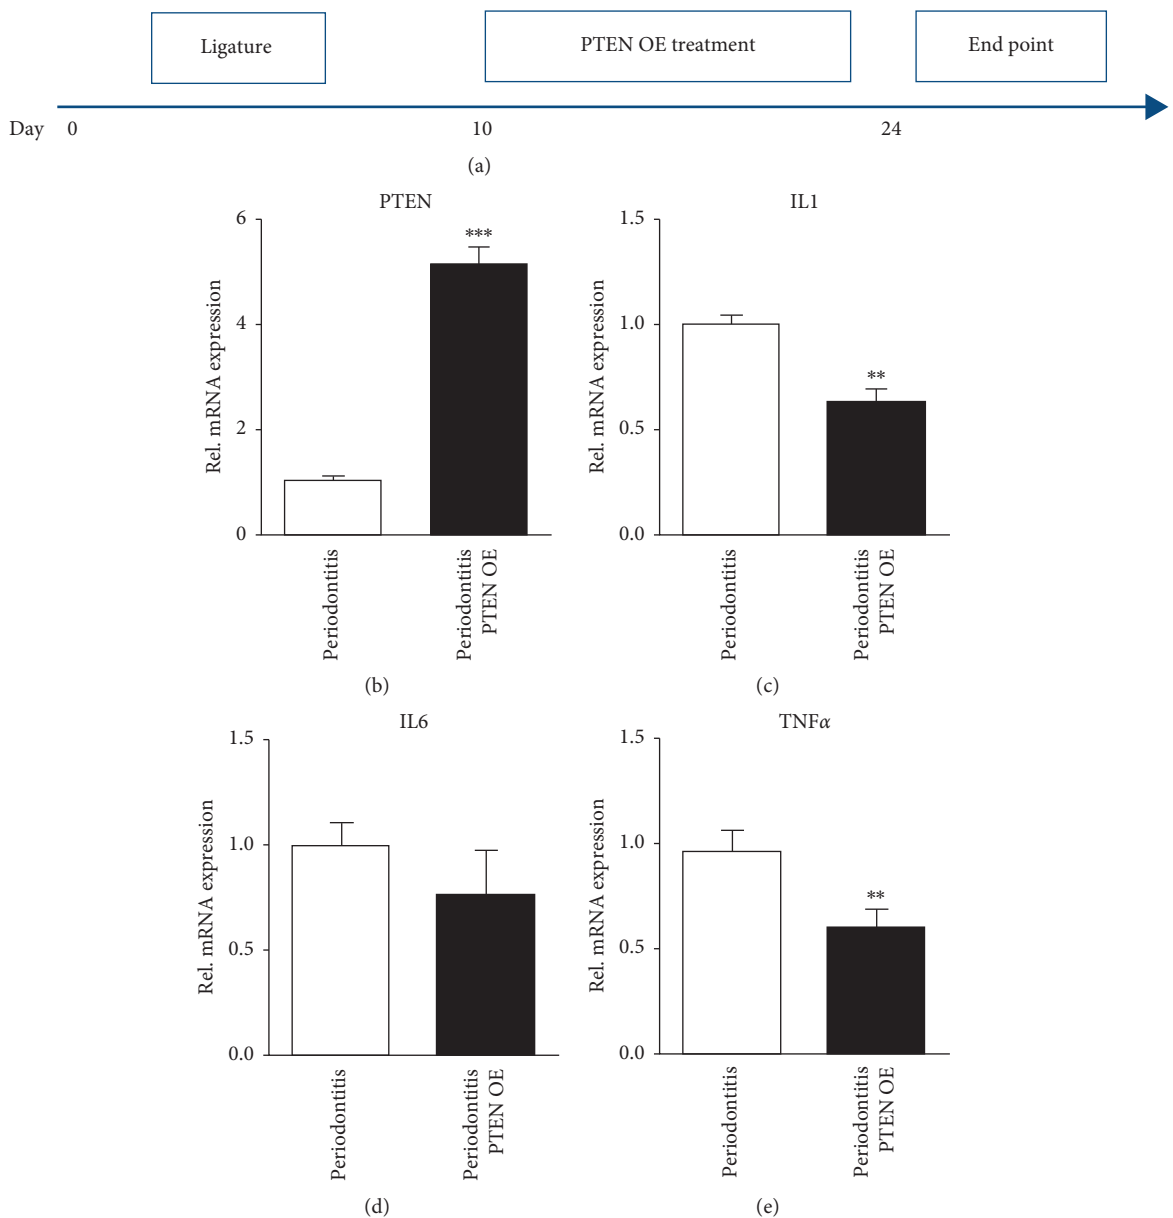 Ligature
PTEN OE treatment
End point
Day 0 10 24
(a)
PTEN
6
4
2
0
Rel. mRNA expression
***
Periodontitis
Periodontitis
PTEN OE
(b)
IL1
1.5
1.0
0.5
0.0
Rel. mRNA expression
**
Periodontitis
Periodontitis
PTEN OE
(c)
IL6
1.5
1.0
0.5
0.0
Rel. mRNA expression
Periodontitis
Periodontitis
PTEN OE
(d)
TNFα
1.5
1.0
0.5
0.0
Rel. mRNA expression
**
Periodontitis
Periodontitis
PTEN OE
(e)